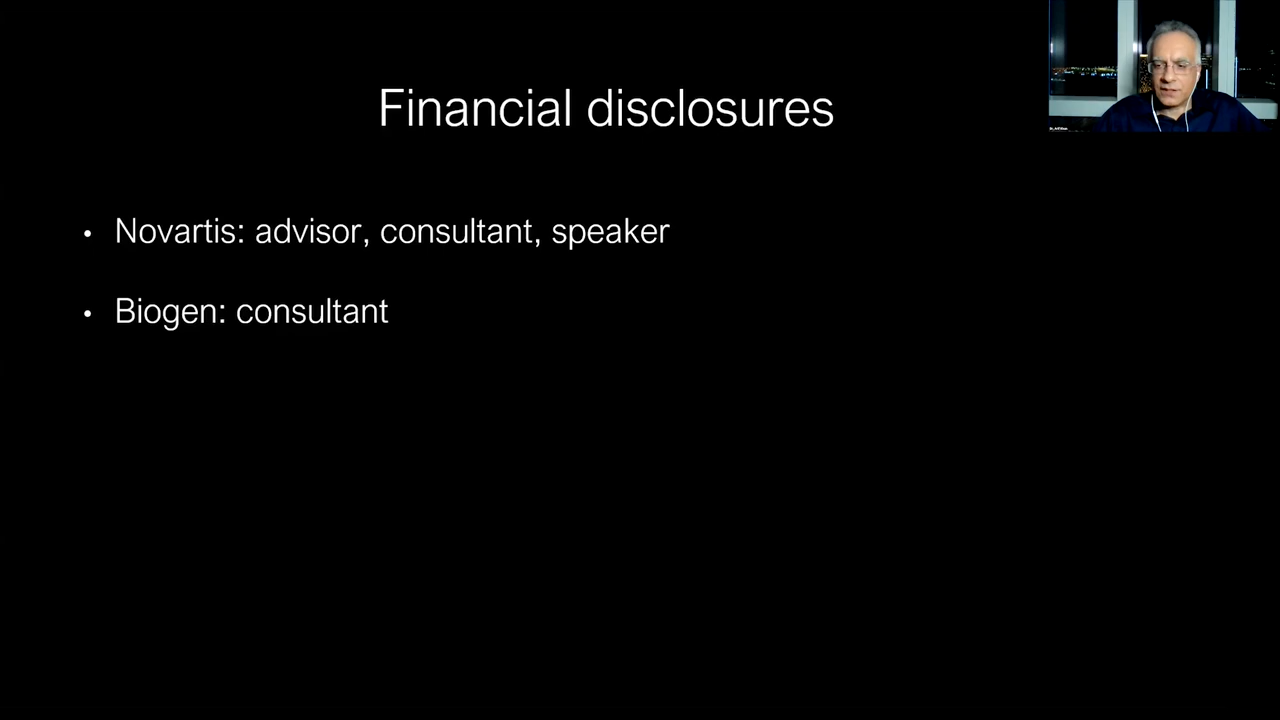 Financial disclosures
• Novartis: advisor, consultant, speaker
• Biogen: consultant